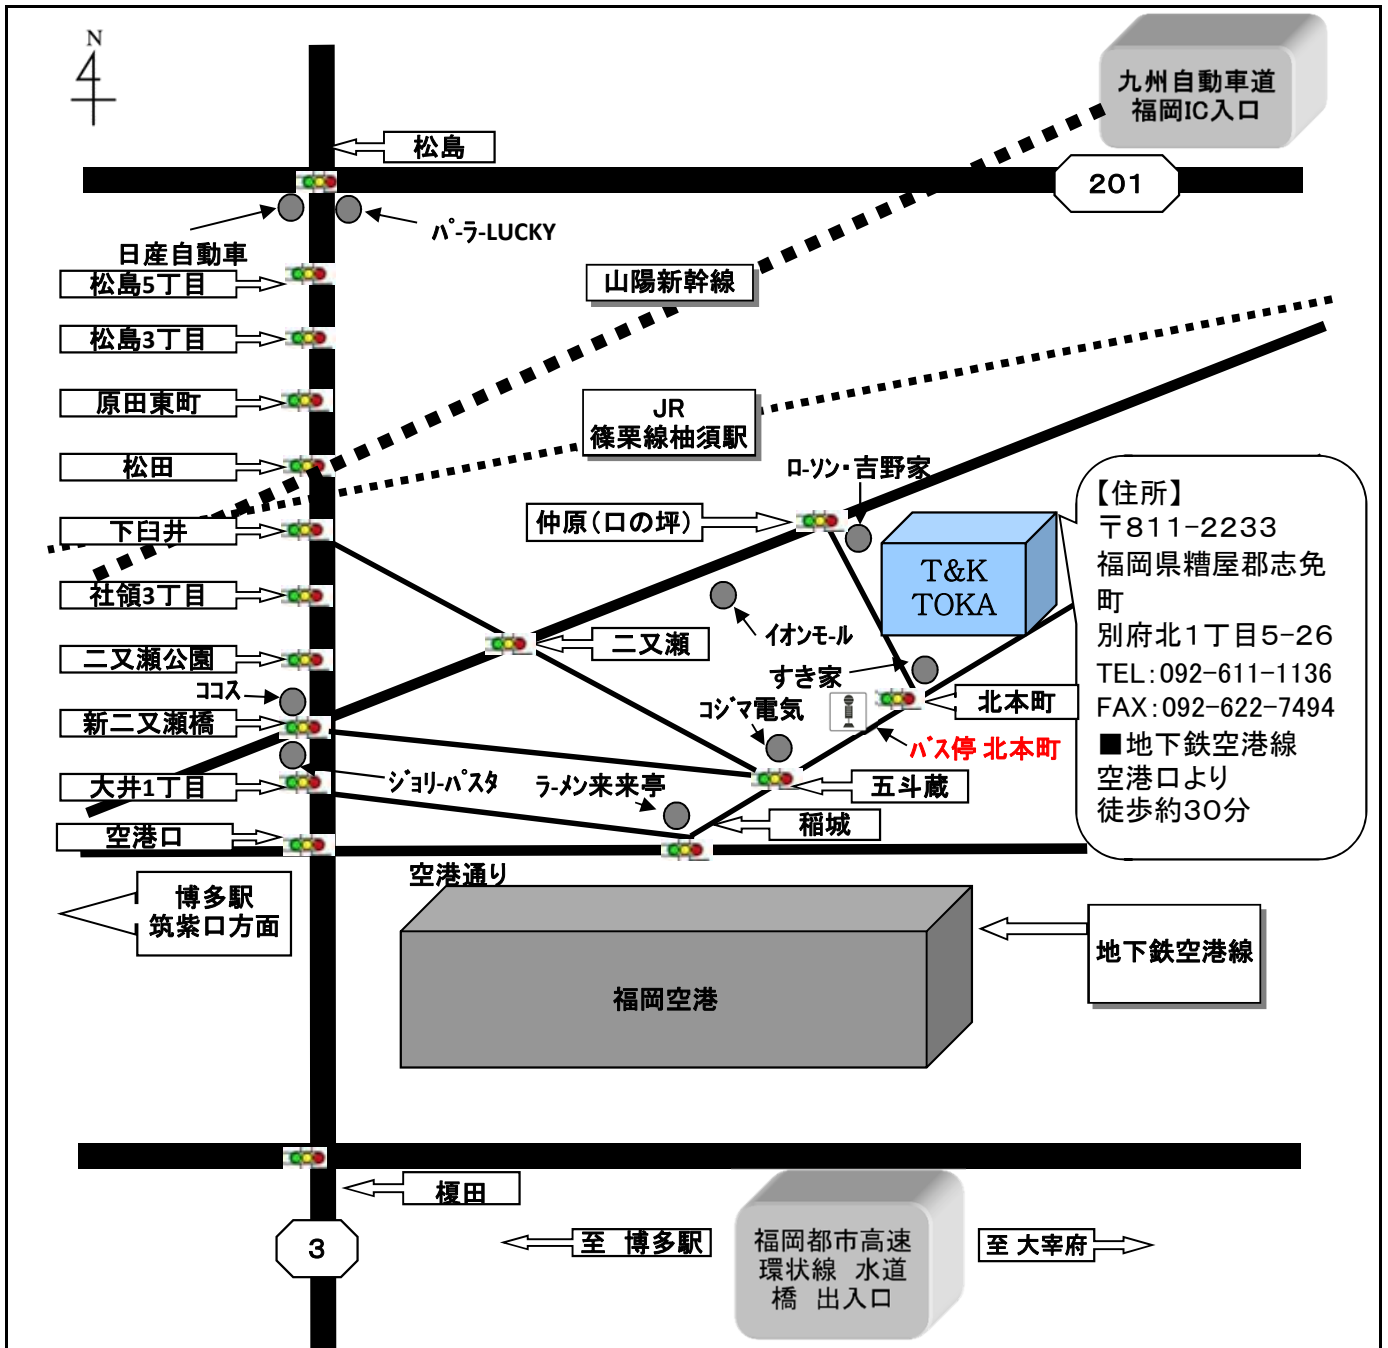 N
九州自動車道
福岡IC入口
松島
201
日産自動車
ﾊﾟ-ﾗ-LUCKY
松島5丁目
山陽新幹線
松島3丁目
原田東町
JR
篠栗線柚須駅
松田
ﾛ-ｿﾝ・吉野家
下臼井
仲原（口の坪）
【住所】
〒811-2233
福岡県糟屋郡志免
町
別府北1丁目5-26
TEL：092-611-1136
FAX：092-622-7494
■地下鉄空港線
空港口より
徒歩約30分
T&K
TOKA
社領3丁目
ｲｵﾝﾓｰﾙ
二又瀬
二又瀬公園
すき家
ココス
北本町
新二又瀬橋
ｺｼﾞﾏ電気
ﾊﾞｽ停 北本町
大井1丁目
ｼﾞｮﾘｰﾊﾟｽﾀ
ﾗｰﾒﾝ来来亭
五斗蔵
稲城
空港口
空港通り
博多駅
筑紫口方面
地下鉄空港線
福岡空港
榎田
3
至 博多駅
福岡都市高速
環状線 水道
橋 出入口
至 大宰府